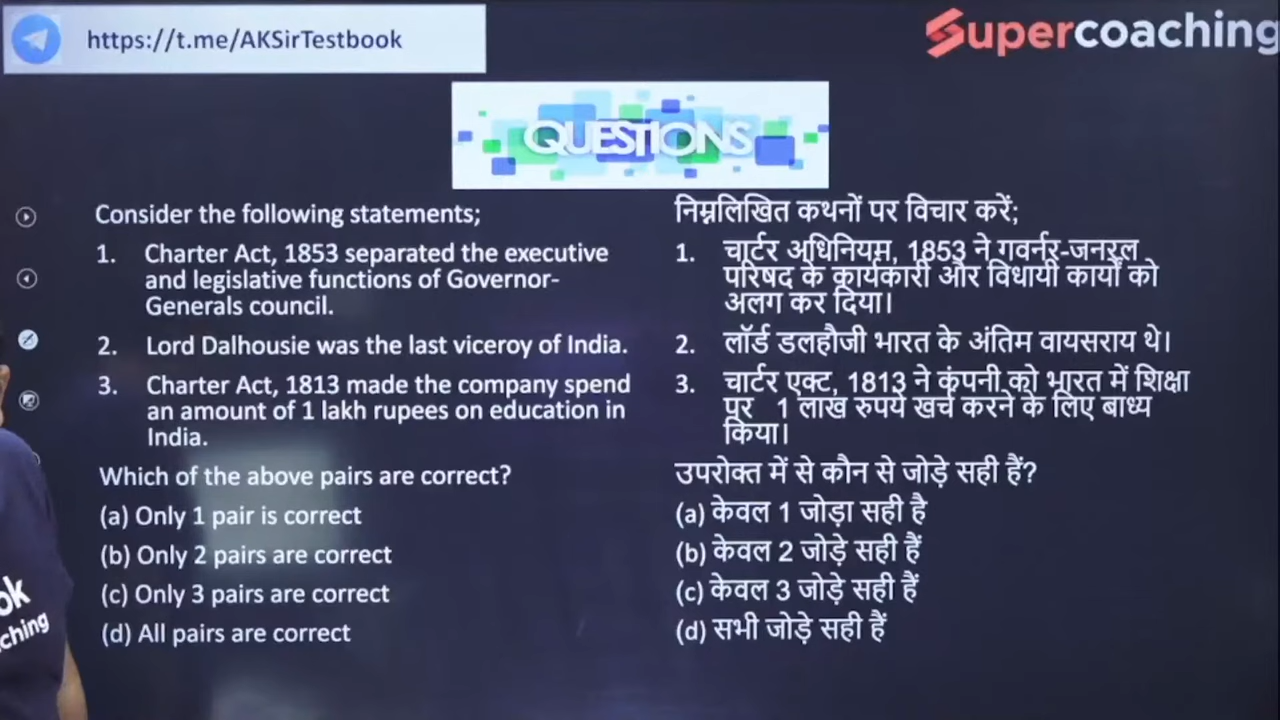 https://t.me/AKSirTestbook
Supercoaching
QUESTIONS
Consider the following statements;
1. Charter Act, 1853 separated the executive
and legislative functions of Governor-
Generals council.
2. Lord Dalhousie was the last viceroy of India.
3. Charter Act, 1813 made the company spend
an amount of 1 lakh rupees on education in
India.
Which of the above pairs are correct?
(a) Only 1 pair is correct
(b) Only 2 pairs are correct
(c) Only 3 pairs are correct
(d) All pairs are correct
निम्नलिखित कथनों पर विचार करें;
1. चार्टर अधिनियम, 1853 ने गवर्नर-जनरल
परिषद के कार्यकारी और विधायी कार्यों को
अलग कर दिया।
2. लॉर्ड डलहौजी भारत के अंतिम वायसराय थे।
3. चार्टर एक्ट, 1813 ने कंपनी को भारत में शिक्षा
पर 1 लाख रुपये खर्च करने के लिए बाध्य
किया।
उपरोक्त में से कौन से जोड़े सही हैं?
(a) केवल 1 जोड़ा सही है
(b) केवल 2 जोड़े सही हैं
(c) केवल 3 जोड़े सही हैं
(d) सभी जोड़े सही हैं
ok
ching